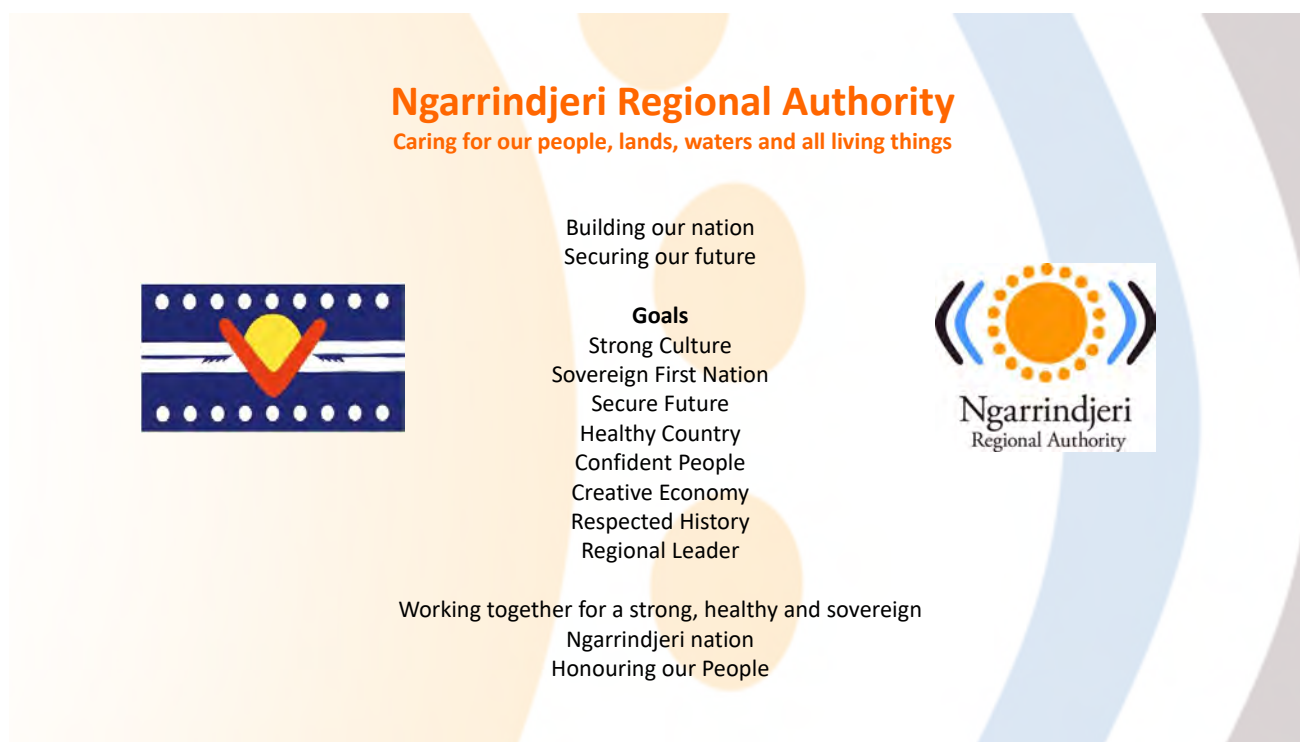 Ngarrindjeri Regional Authority
Caring for our people, lands, waters and all living things
Building our nation
Securing our future
Goals
Strong Culture
Sovereign First Nation
Secure Future
Healthy Country
Confident People
Creative Economy
Respected History
Regional Leader
Working together for a strong, healthy and sovereign
Ngarrindjeri nation
Honouring our People
Ngarrindjeri
Regional Authority